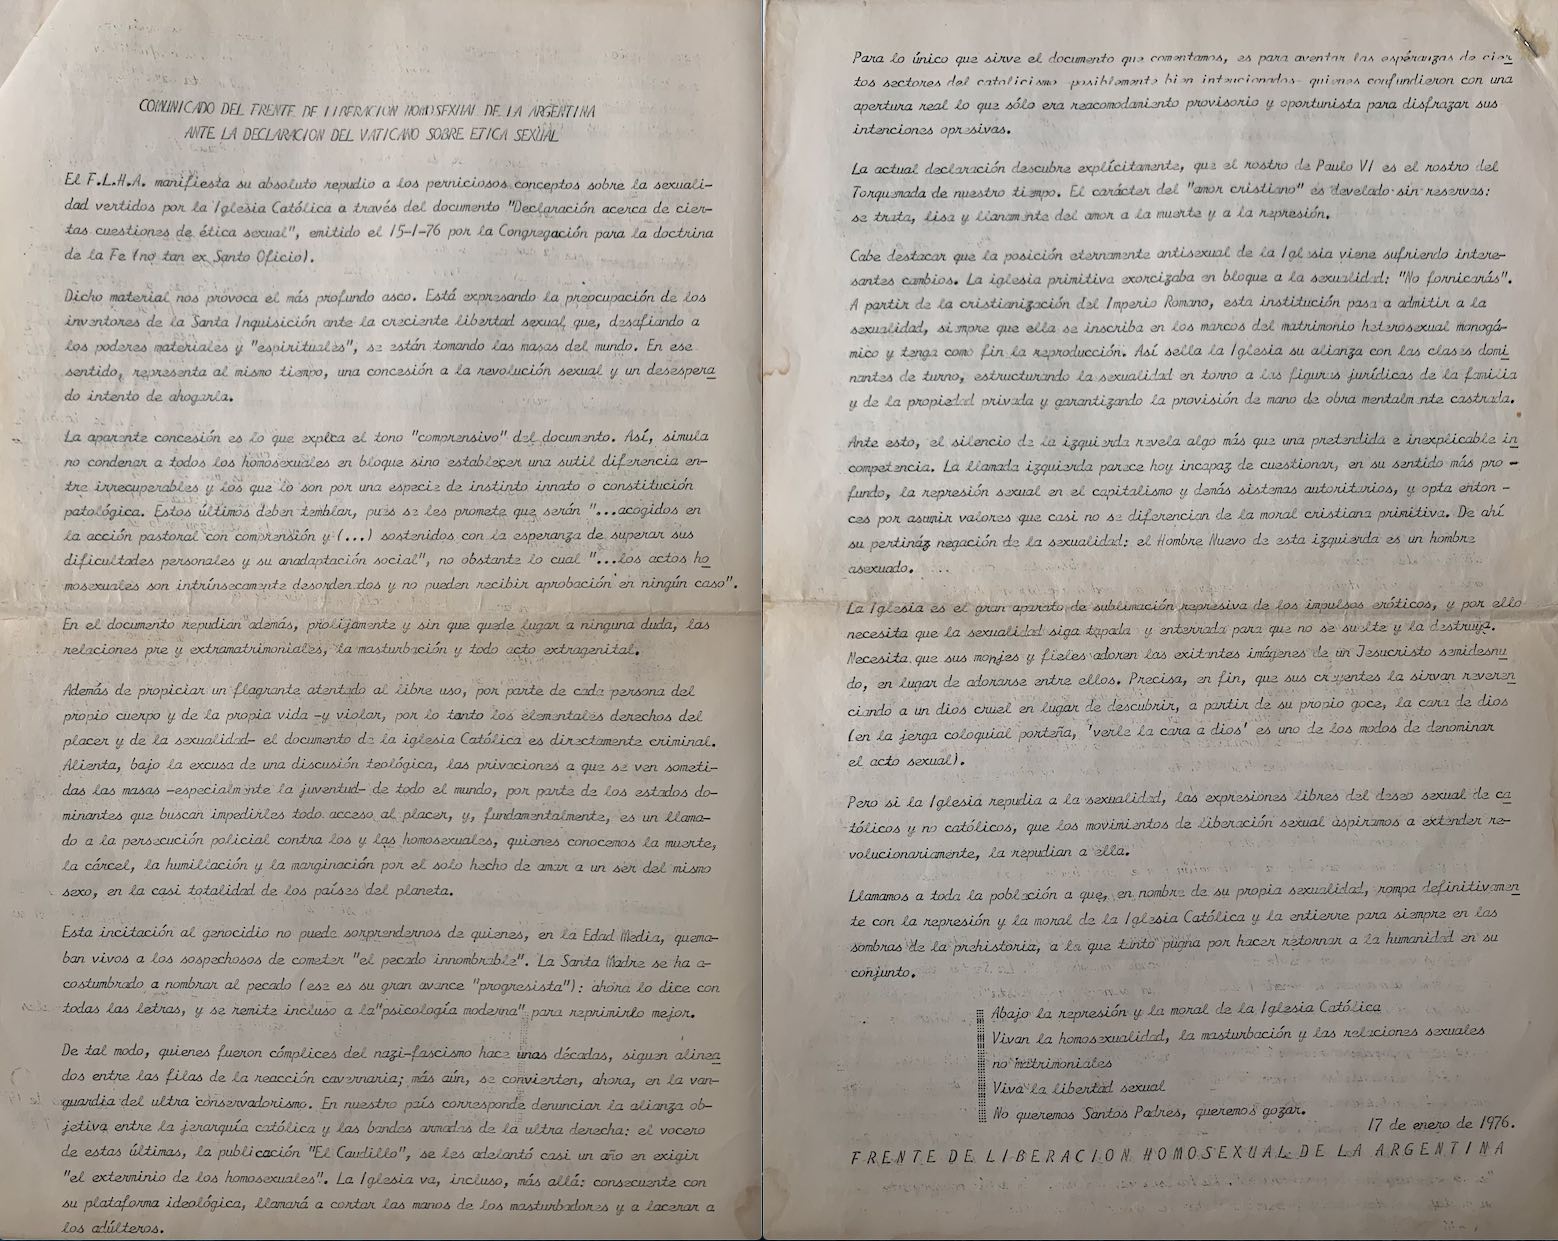 COMUNICADO DEL FRENTE DE LIBERACION HOMOSEXUAL DE LA ARGENTINA
ANTE LA DECLARACION DEL VATICANO SOBRE ETICA SEXUAL
El F.L.H.A. manifiesta su absoluto repudio a los perniciosos conceptos sobre la sexuali-
dad vertidos por la Iglesia Católica a través del documento "Declaración acerca de cier-
tas cuestiones de ética sexual", emitido el 15-1-76 por la Congregación para la doctrina
de la Fe (no tan ex Santo Oficio).
Dicho material nos provoca el más profundo asco. Está expresando la preocupación de los
inventores de la Santa Inquisición ante la creciente libertad sexual que, desafiando a
los poderes materiales y "espirituales", se están tomando las masas del mundo. En ese
sentido, representa al mismo tiempo, una concesión a la revolución sexual y un desespera
do intento de ahogarla.
La aparente concesión es lo que explca el tono "comprensivo" del documento. Así, simula
no condenar a todos los homosexuales en bloque sino establecer una sutil diferencia en-
tre irrecuperables y los que lo son por una especie de instinto innato o constitución
patológica. Estos últimos deben temblar, pues se les promete que serán "...acogidos en
la acción pastoral con comprensión y (...) sostenidos con la esperanza de superar sus
dificultades personales y su anadaptación social", no obstante lo cual "...los actos ho
mosexuales son intrínsecamente desordenados y no pueden recibir aprobación en ningún caso".
En el documento repudian además, prolijamente y sin que quede lugar a ninguna duda, las
relaciones pre y extramatrimoniales, la masturbación y todo acto extragenital.
Además de propiciar un flagrante atentado al libre uso, por parte de cada persona del
propio cuerpo y de la propia vida -y violar, por lo tanto los elementales derechos del
placer y de la sexualidad- el documento de la iglesia Católica es directamente criminal.
Alienta, bajo la excusa de una discusión teológica, las privaciones a que se ven someti-
das las masas -especialmente la juventud- de todo el mundo, por parte de los estados do-
minantes que buscan impedirles todo acceso al placer, y, fundamentalmente, es un llama-
do a la persecución policial contra los y las homosexuales, quienes conocemos la muerte,
la cárcel, la humillación y la marginación por el solo hecho de amar a un ser del mismo
sexo, en la casi totalidad de los países del planeta.
Esta incitación al genocidio no puede sorprendernos de quienes, en la Edad Media, quema-
ban vivos a los sospechosos de cometer "el pecado innombrable". La Santa Madre se ha a-
costumbrado a nombrar al pecado (ese es su gran avance "progresista"): ahora lo dice con
todas las letras, y se remite incluso a la"psicología moderna" para reprimirlo mejor.
De tal modo, quienes fueron cómplices del nazi-fascismo hace unas décadas, siguen alinea
dos entre las filas de la reacción cavernaria; más aún, se convierten, ahora, en la van-
guardia del ultra conservadorismo. En nuestro país corresponde denunciar la alianza ob-
jetiva entre la jerarquía católica y las bandas armadas de la ultra derecha: el vocero
de estas últimas, la publicación "El Caudillo", se les adelantó casi un año en exigir
"el exterminio de los homosexuales". La Iglesia va, incluso, más allá: consecuente con
su plataforma ideológica, llamará a cortar las manos de los masturbadores y a lacerar a
los adúlteros.
Para lo único que sirve el documento que comentamos, es para aventar las espéranzas de cier
tos sectores del catolicismo -posiblemente bien intencionados- quienes confundieron con una
apertura real lo que sólo era reacomodamiento provisorio y oportunista para disfrazar sus
intenciones opresivas.
La actual declaración descubre explícitamente, que el rostro de Paulo VI es el rostro del
Torquemada de nuestro tiempo. El carácter del "amor cristiano" es develado sin reservas:
se trata, lisa y llanamente del amor a la muerte y a la represión.
Cabe destacar que la posición eternamente antisexual de la Iglesia viene sufriendo intere-
santes cambios. La iglesia primitiva exorcizaba en bloque a la sexualidad: "No fornicarás".
A partir de la cristianización del Imperio Romano, esta institución pasa a admitir a la
sexualidad, siempre que ella se inscriba en los marcos del matrimonio heterosexual monogá-
mico y tenga como fin la reproducción. Así sella la Iglesia su alianza con las clases domi
nantes de turno, estructurando la sexualidad en torno a las figuras jurídicas de la familia
y de la propiedad privada y garantizando la provisión de mano de obra mentalmente castrada.
Ante esto, el silencio de la izquierda revela algo más que una pretendida e inexplicable in
competencia. La llamada izquierda parece hoy incapaz de cuestionar, en su sentido más pro -
fundo, la represión sexual en el capitalismo y demás sistemas autoritarios, y opta enton -
ces por asumir valores que casi no se diferencian de la moral cristiana primitiva. De ahí
su pertináz negación de la sexualidad: el Hombre Nuevo de esta izquierda es un hombre
asexuado.
La Iglesia es el gran aparato de sublimación represiva de los impulsos eróticos, y por ello
necesita que la sexualidad siga tapada y enterrada para que no se suelte y la destruya.
Necesita que sus monjes y fieles adoren las exitantes imágenes de un Jesucristo semidesnu
do, en lugar de adorarse entre ellos. Precisa, en fin, que sus creyentes la sirvan reveren
ciando a un dios cruel en lugar de descubrir, a partir de su propio goce, la cara de dios
(en la jerga coloquial porteña, 'verle la cara a dios' es uno de los modos de denominar
el acto sexual).
Pero si la Iglesia repudia a la sexualidad, las expresiones libres del deseo sexual de ca
tólicos y no católicos, que los movimientos de liberación sexual aspiramos a extender re-
volucionariamente, la repudian a ella.
Llamamos a toda la población a que, en nombre de su propia sexualidad, rompa definitivamen
te con la represión y la moral de la Iglesia Católica y la entierre para siempre en las
sombras de la prehistoria, a la que tanto pugna por hacer retornar a la humanidad en su
conjunto.
Abajo la represión y la moral de la Iglesia Católica
Vivan la homosexualidad, la masturbación y las relaciones sexuales
no matrimoniales
Viva la libertad sexual
No queremos Santos Padres, queremos gozar.
17 de enero de 1976.
FRENTE DE LIBERACION HOMOSEXUAL DE LA ARGENTINA